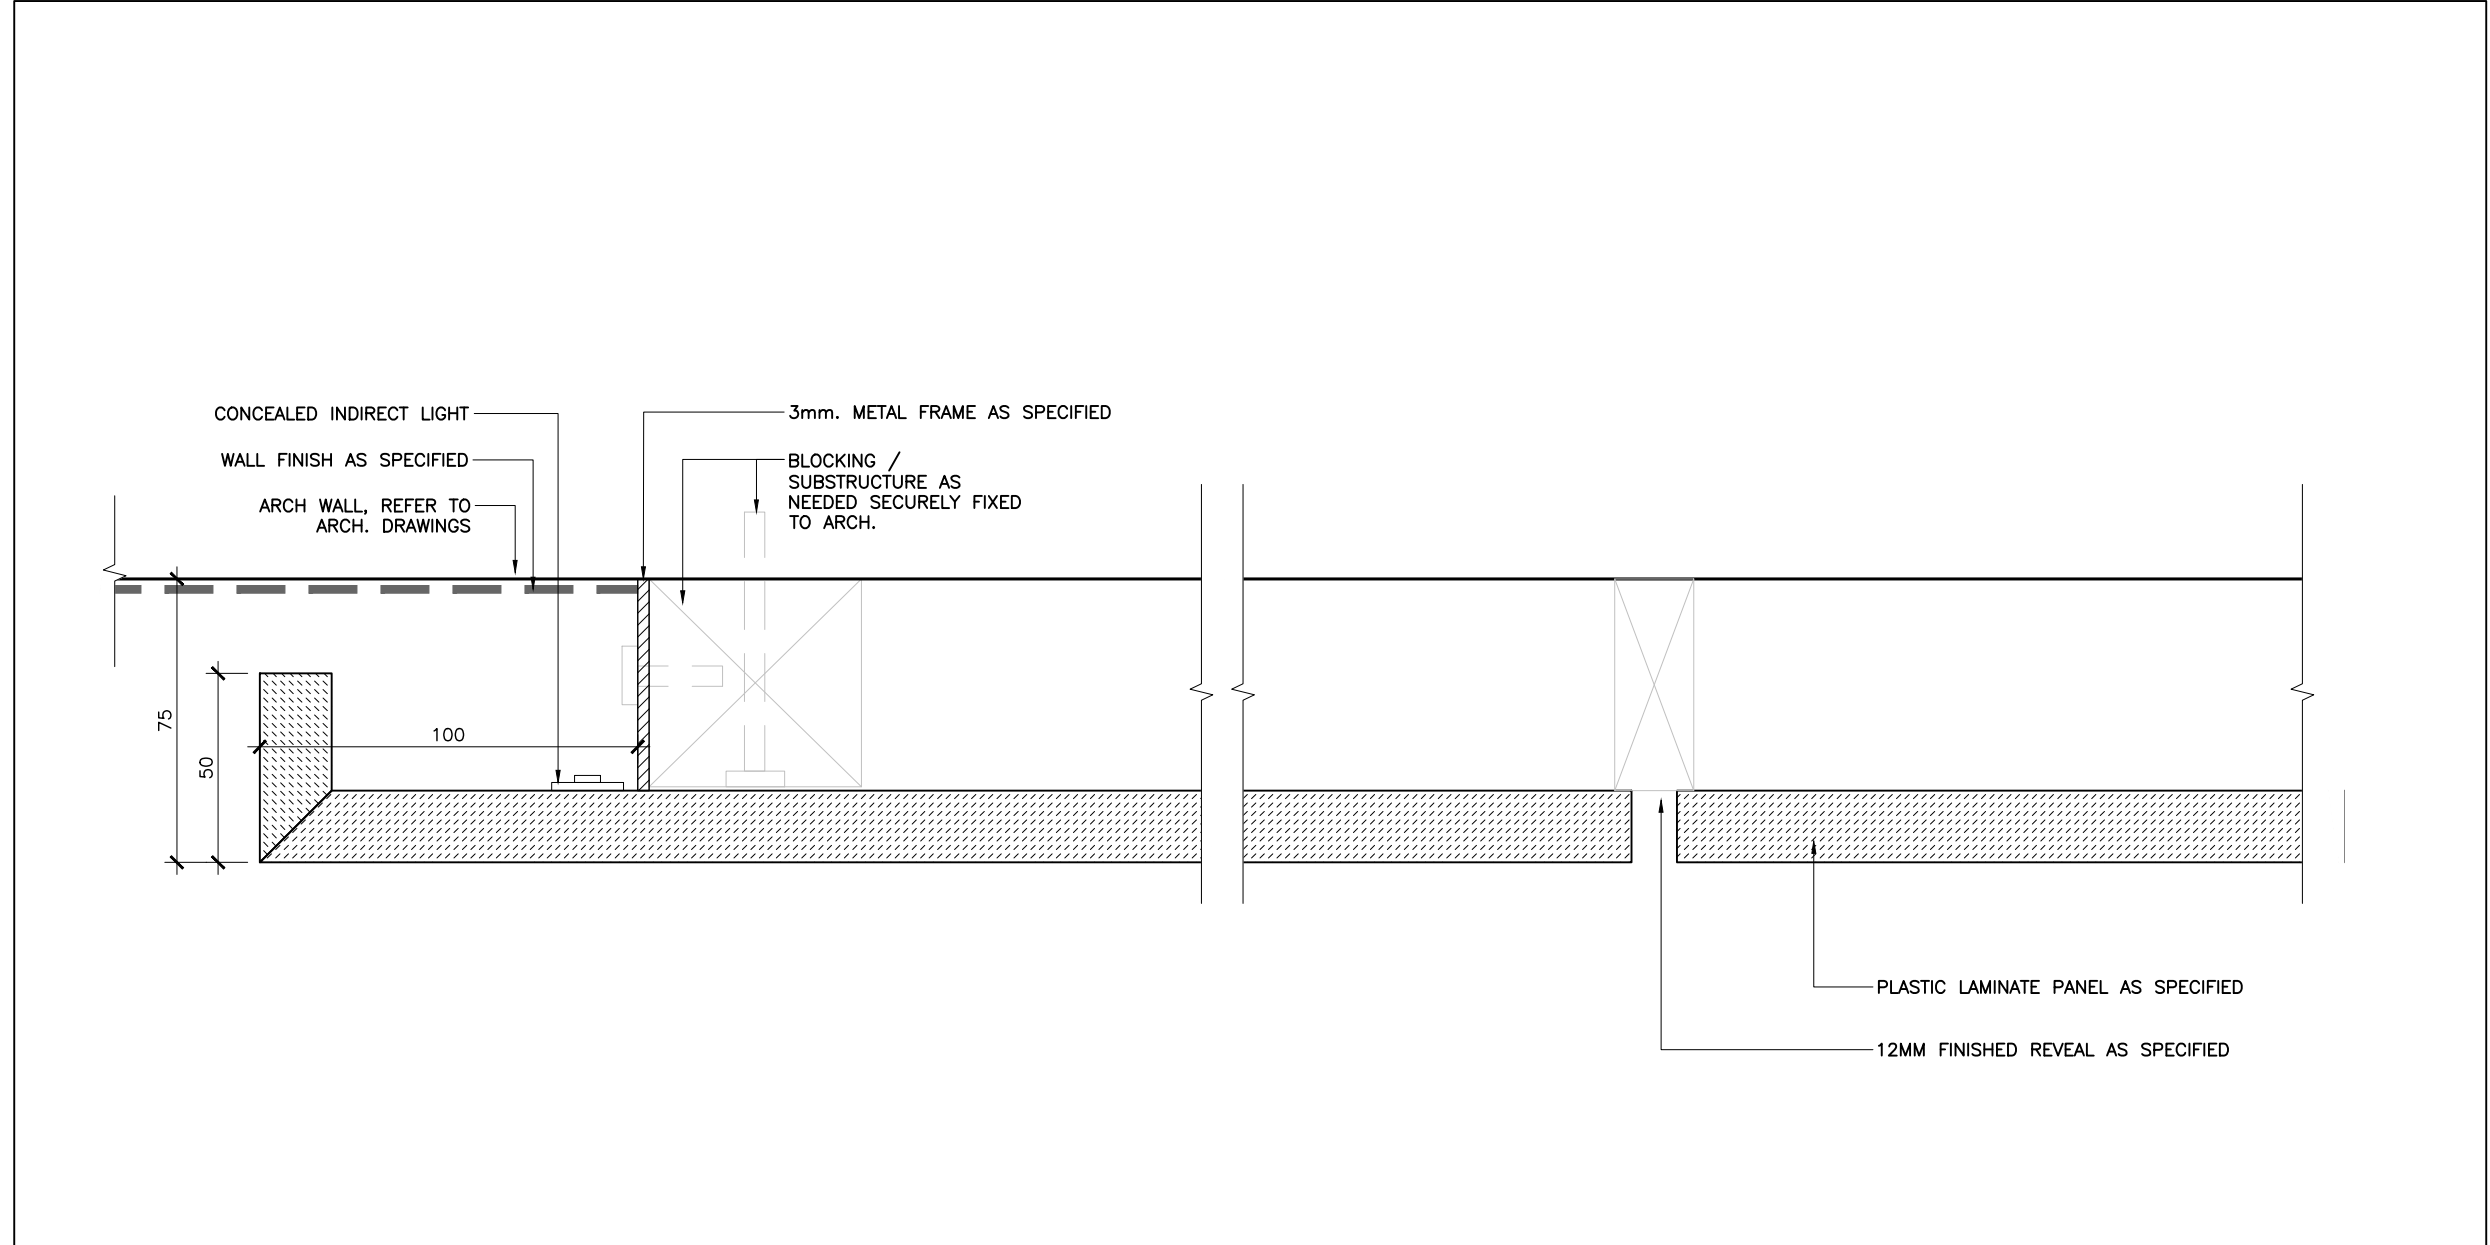 CONCEALED INDIRECT LIGHT
WALL FINISH AS SPECIFIED
ARCH WALL, REFER TO
ARCH. DRAWINGS
3mm. METAL FRAME AS SPECIFIED
BLOCKING /
SUBSTRUCTURE AS
NEEDED SECURELY FIXED
TO ARCH.
75
50
100
PLASTIC LAMINATE PANEL AS SPECIFIED
12MM FINISHED REVEAL AS SPECIFIED